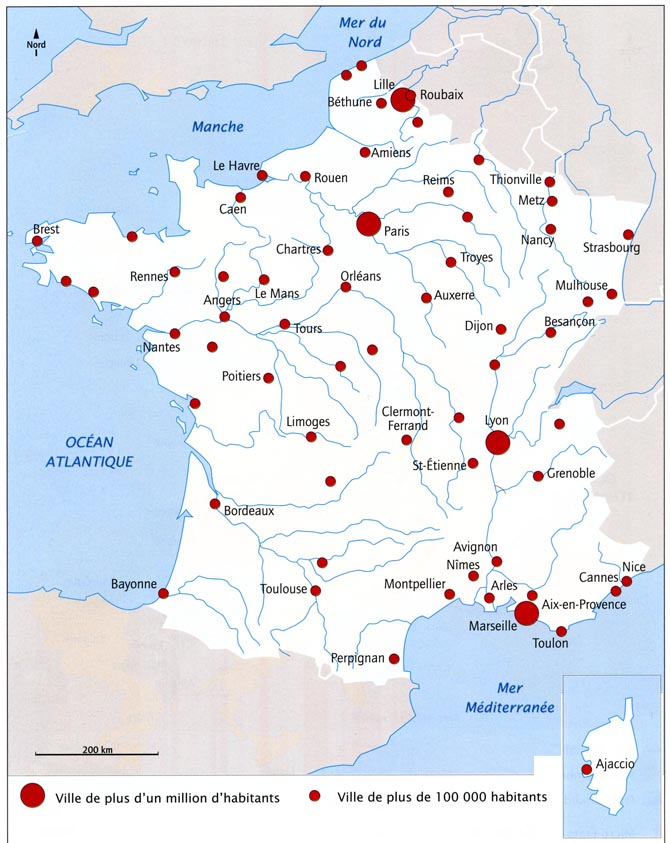 Nord
Mer du
Nord
Lille
Roubaix
Béthune
Manche
Amiens
Le Havre
Rouen
Reims
Thionville
Metz
Caen
Paris
Brest
Nancy
Strasbourg
Chartres
Troyes
Rennes
Orléans
Mulhouse
Le Mans
Angers
Auxerre
Besançon
Tours
Dijon
Nantes
Poitiers
Clermont-
Ferrand
Limoges
Lyon
OCÉAN
ATLANTIQUE
St-Étienne
Grenoble
Bordeaux
Avignon
Nîmes
Nice
Cannes
Bayonne
Toulouse
Montpellier
Arles
Aix-en-Provence
Marseille
Toulon
Perpignan
Mer
Méditerranée
200 km
Ajaccio
Ville de plus d'un million d'habitants
Ville de plus de 100 000 habitants